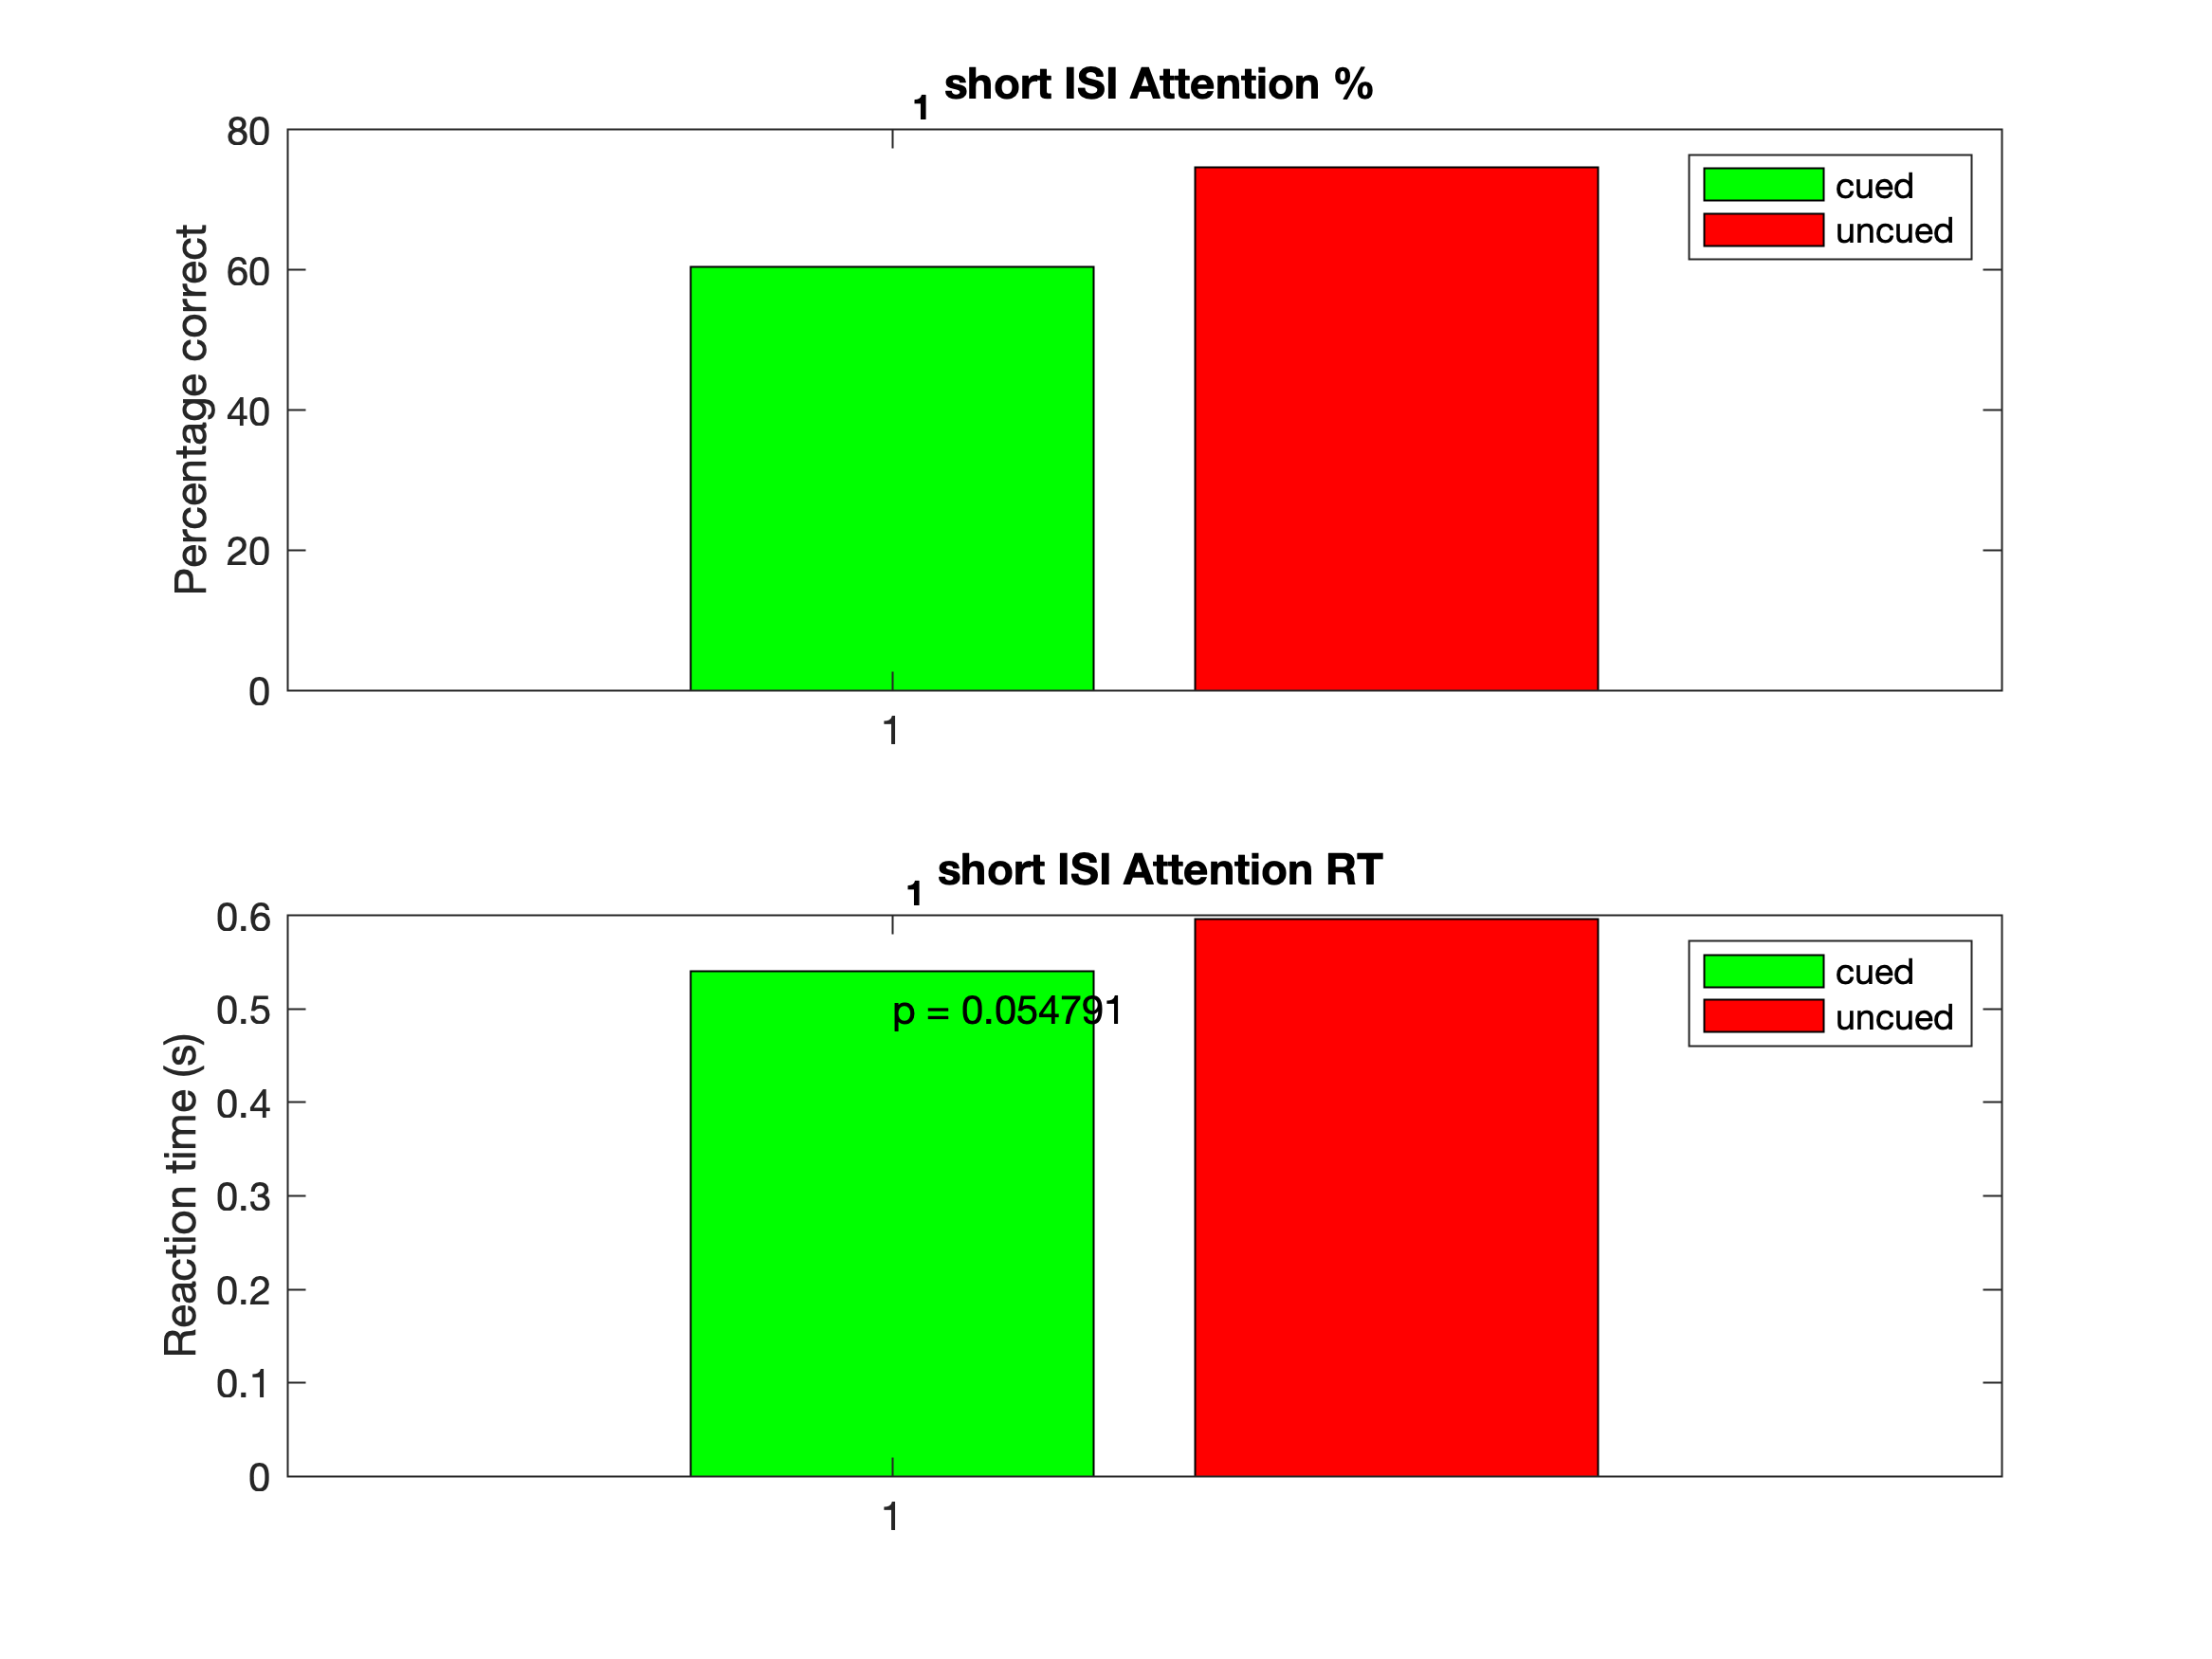 1 short ISI Attention %
80
60
40
20
0
Percentage correct
cued
uncued
1
1 short ISI Attention RT
0.6
0.5
0.4
0.3
0.2
0.1
0
Reaction time (s)
p = 0.054791
cued
uncued
1